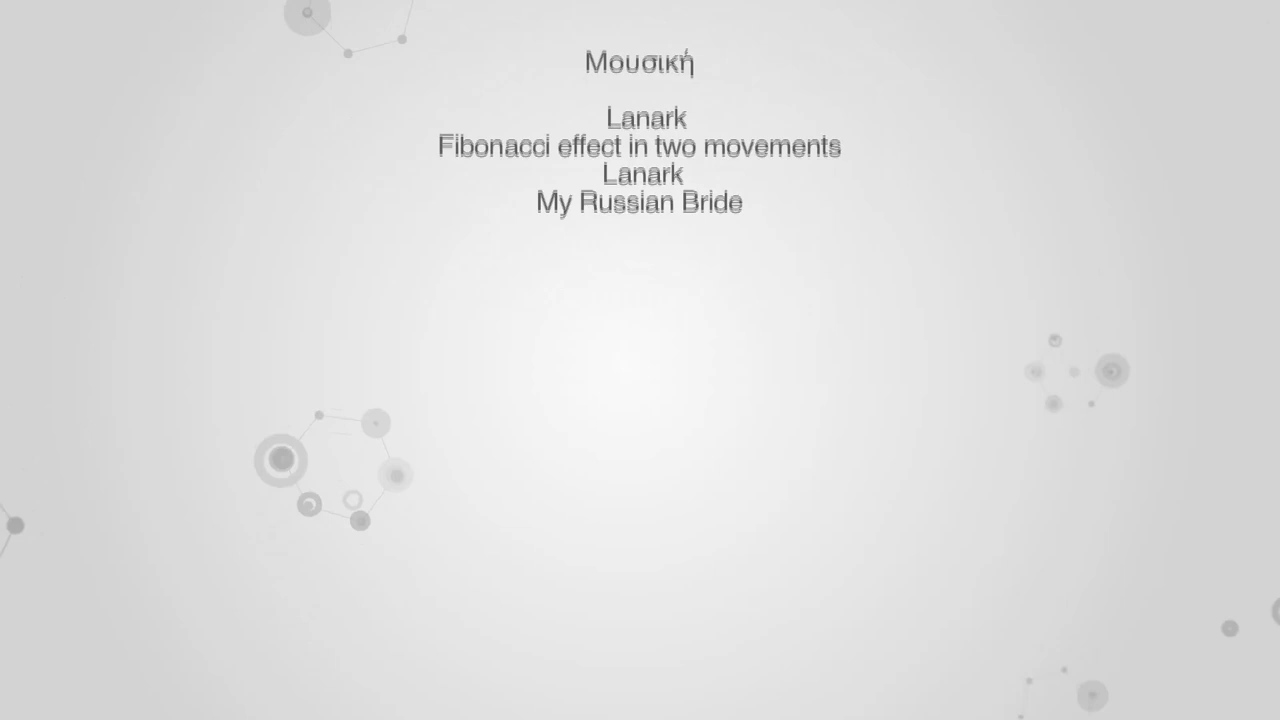 Μουσική
Lanark
Fibonacci effect in two movements
Lanark
My Russian Bride